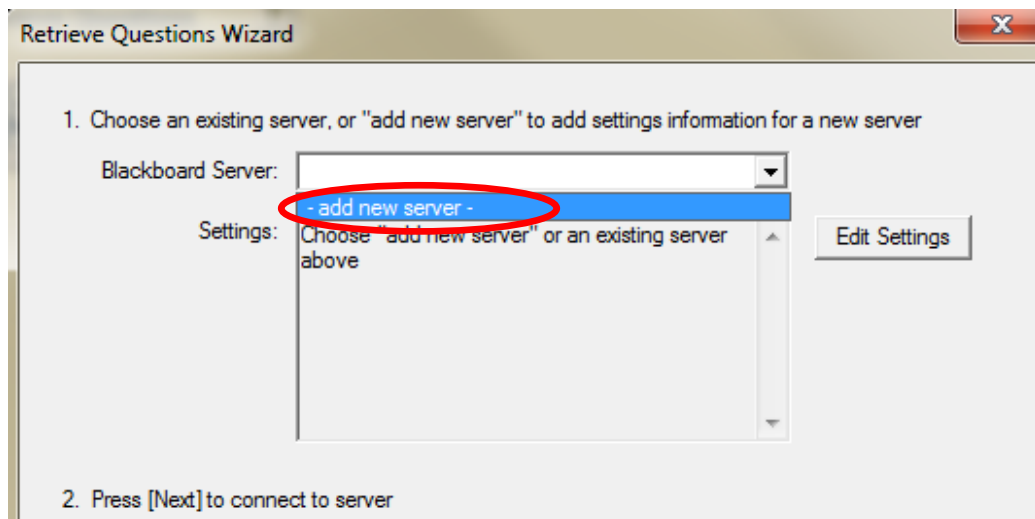 Retrieve Questions Wizard
1. Choose an existing server, or "add new server" to add settings information for a new server
Blackboard Server:
- add new server -
Settings:
Choose "add new server" or an existing server
above
Edit Settings
2. Press [Next] to connect to server